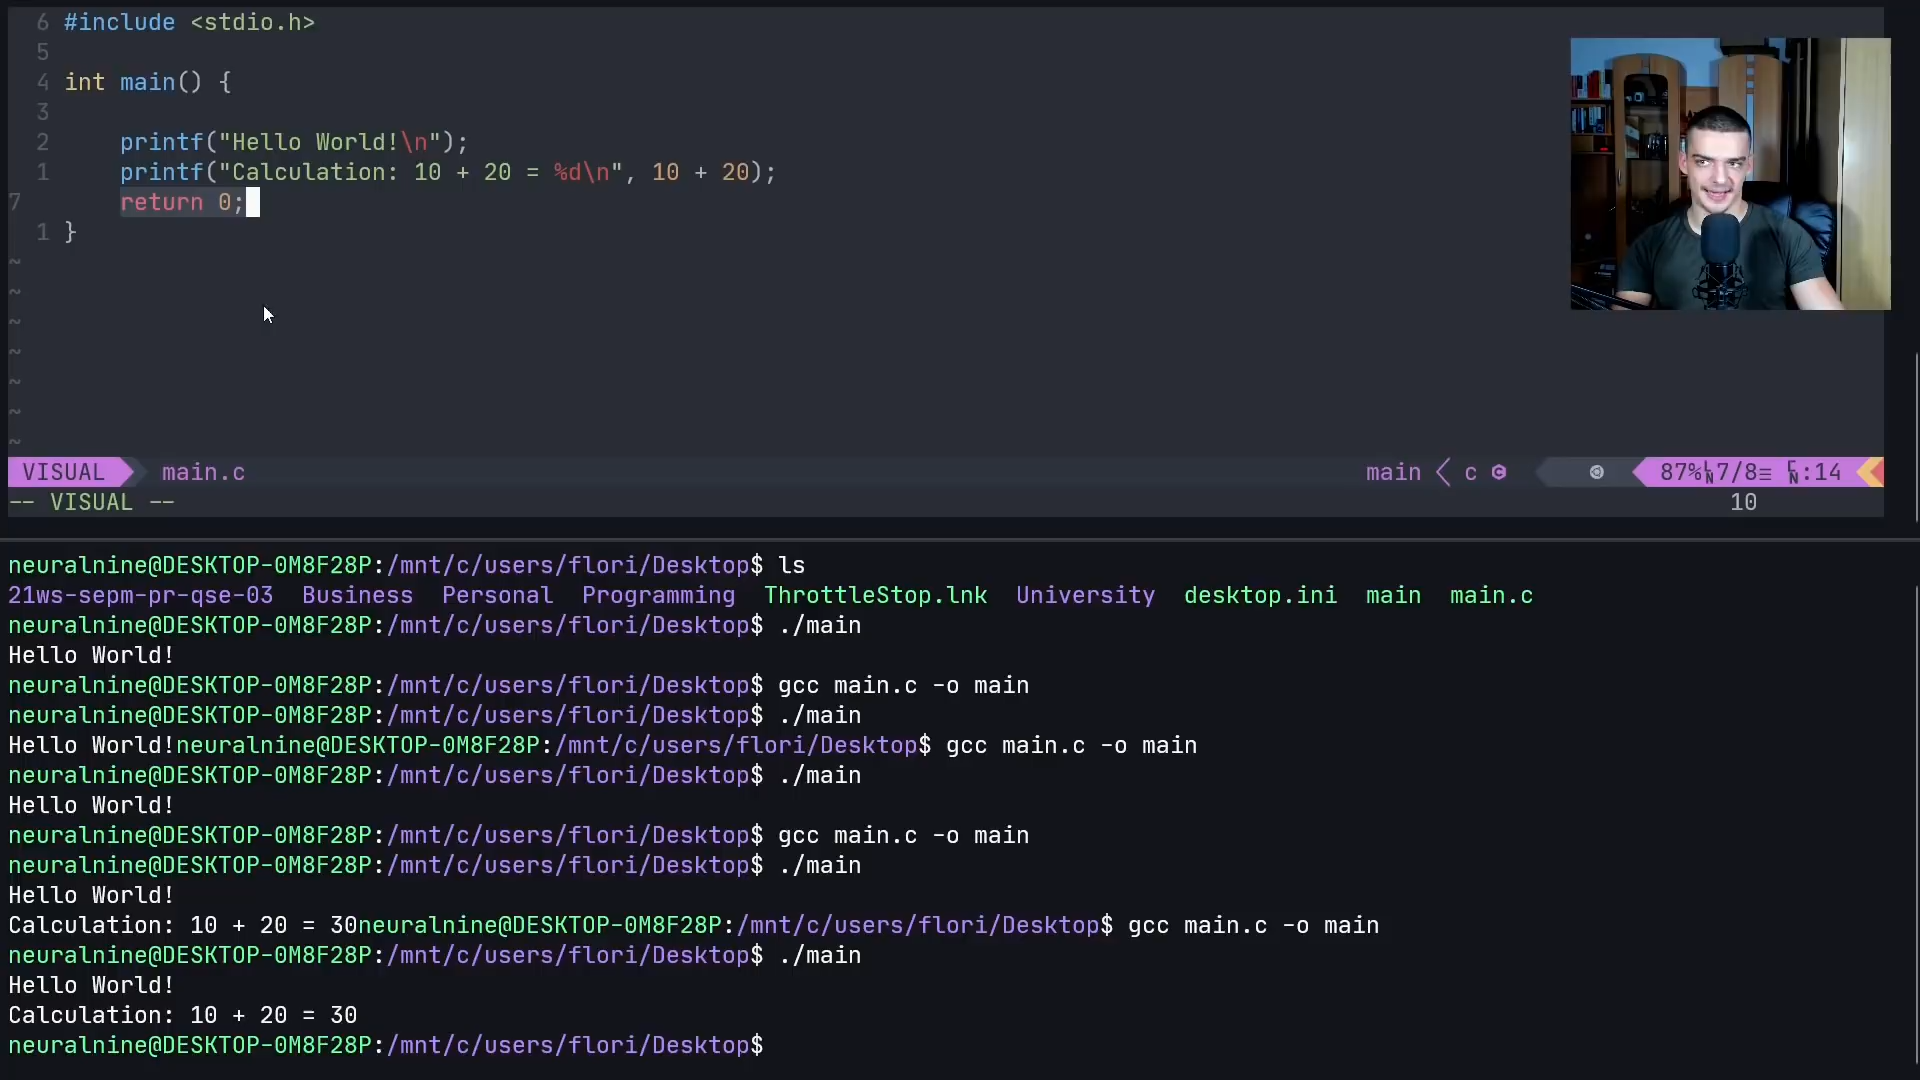 6 #include <stdio.h>
5
4 int main() {
3
2 printf("Hello World!\n");
1 printf("Calculation: 10 + 20 = %d\n", 10 + 20);
7 return 0;
1 }
~
~
~
~
~
~
~
VISUAL main.c main c 87% 7/8 :14
-- VISUAL -- 10
neuralnine@DESKTOP-0M8F28P:/mnt/c/users/flori/Desktop$ ls
21ws-sepm-pr-qse-03 Business Personal Programming ThrottleStop.lnk University desktop.ini main main.c
neuralnine@DESKTOP-0M8F28P:/mnt/c/users/flori/Desktop$ ./main
Hello World!
neuralnine@DESKTOP-0M8F28P:/mnt/c/users/flori/Desktop$ gcc main.c -o main
neuralnine@DESKTOP-0M8F28P:/mnt/c/users/flori/Desktop$ ./main
Hello World!neuralnine@DESKTOP-0M8F28P:/mnt/c/users/flori/Desktop$ gcc main.c -o main
neuralnine@DESKTOP-0M8F28P:/mnt/c/users/flori/Desktop$ ./main
Hello World!
neuralnine@DESKTOP-0M8F28P:/mnt/c/users/flori/Desktop$ gcc main.c -o main
neuralnine@DESKTOP-0M8F28P:/mnt/c/users/flori/Desktop$ ./main
Hello World!
Calculation: 10 + 20 = 30neuralnine@DESKTOP-0M8F28P:/mnt/c/users/flori/Desktop$ gcc main.c -o main
neuralnine@DESKTOP-0M8F28P:/mnt/c/users/flori/Desktop$ ./main
Hello World!
Calculation: 10 + 20 = 30
neuralnine@DESKTOP-0M8F28P:/mnt/c/users/flori/Desktop$